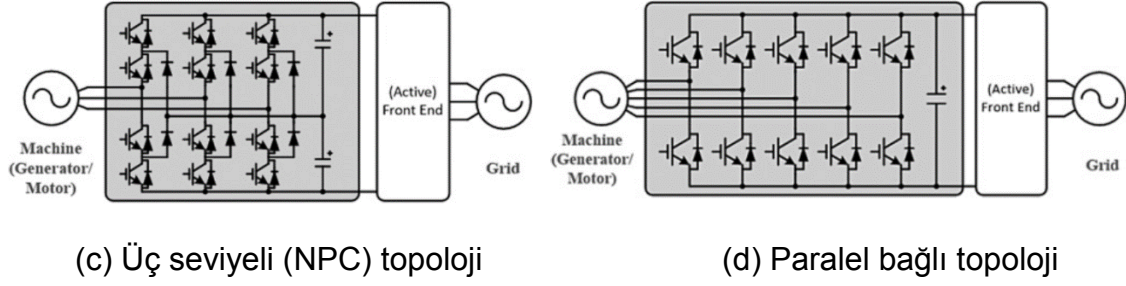 (Active)
Front End
Machine
(Generator/
Motor)
Grid
(Active)
Front End
Machine
(Generator/
Motor)
Grid
(c) Üç seviyeli (NPC) topoloji
(d) Paralel bağlı topoloji